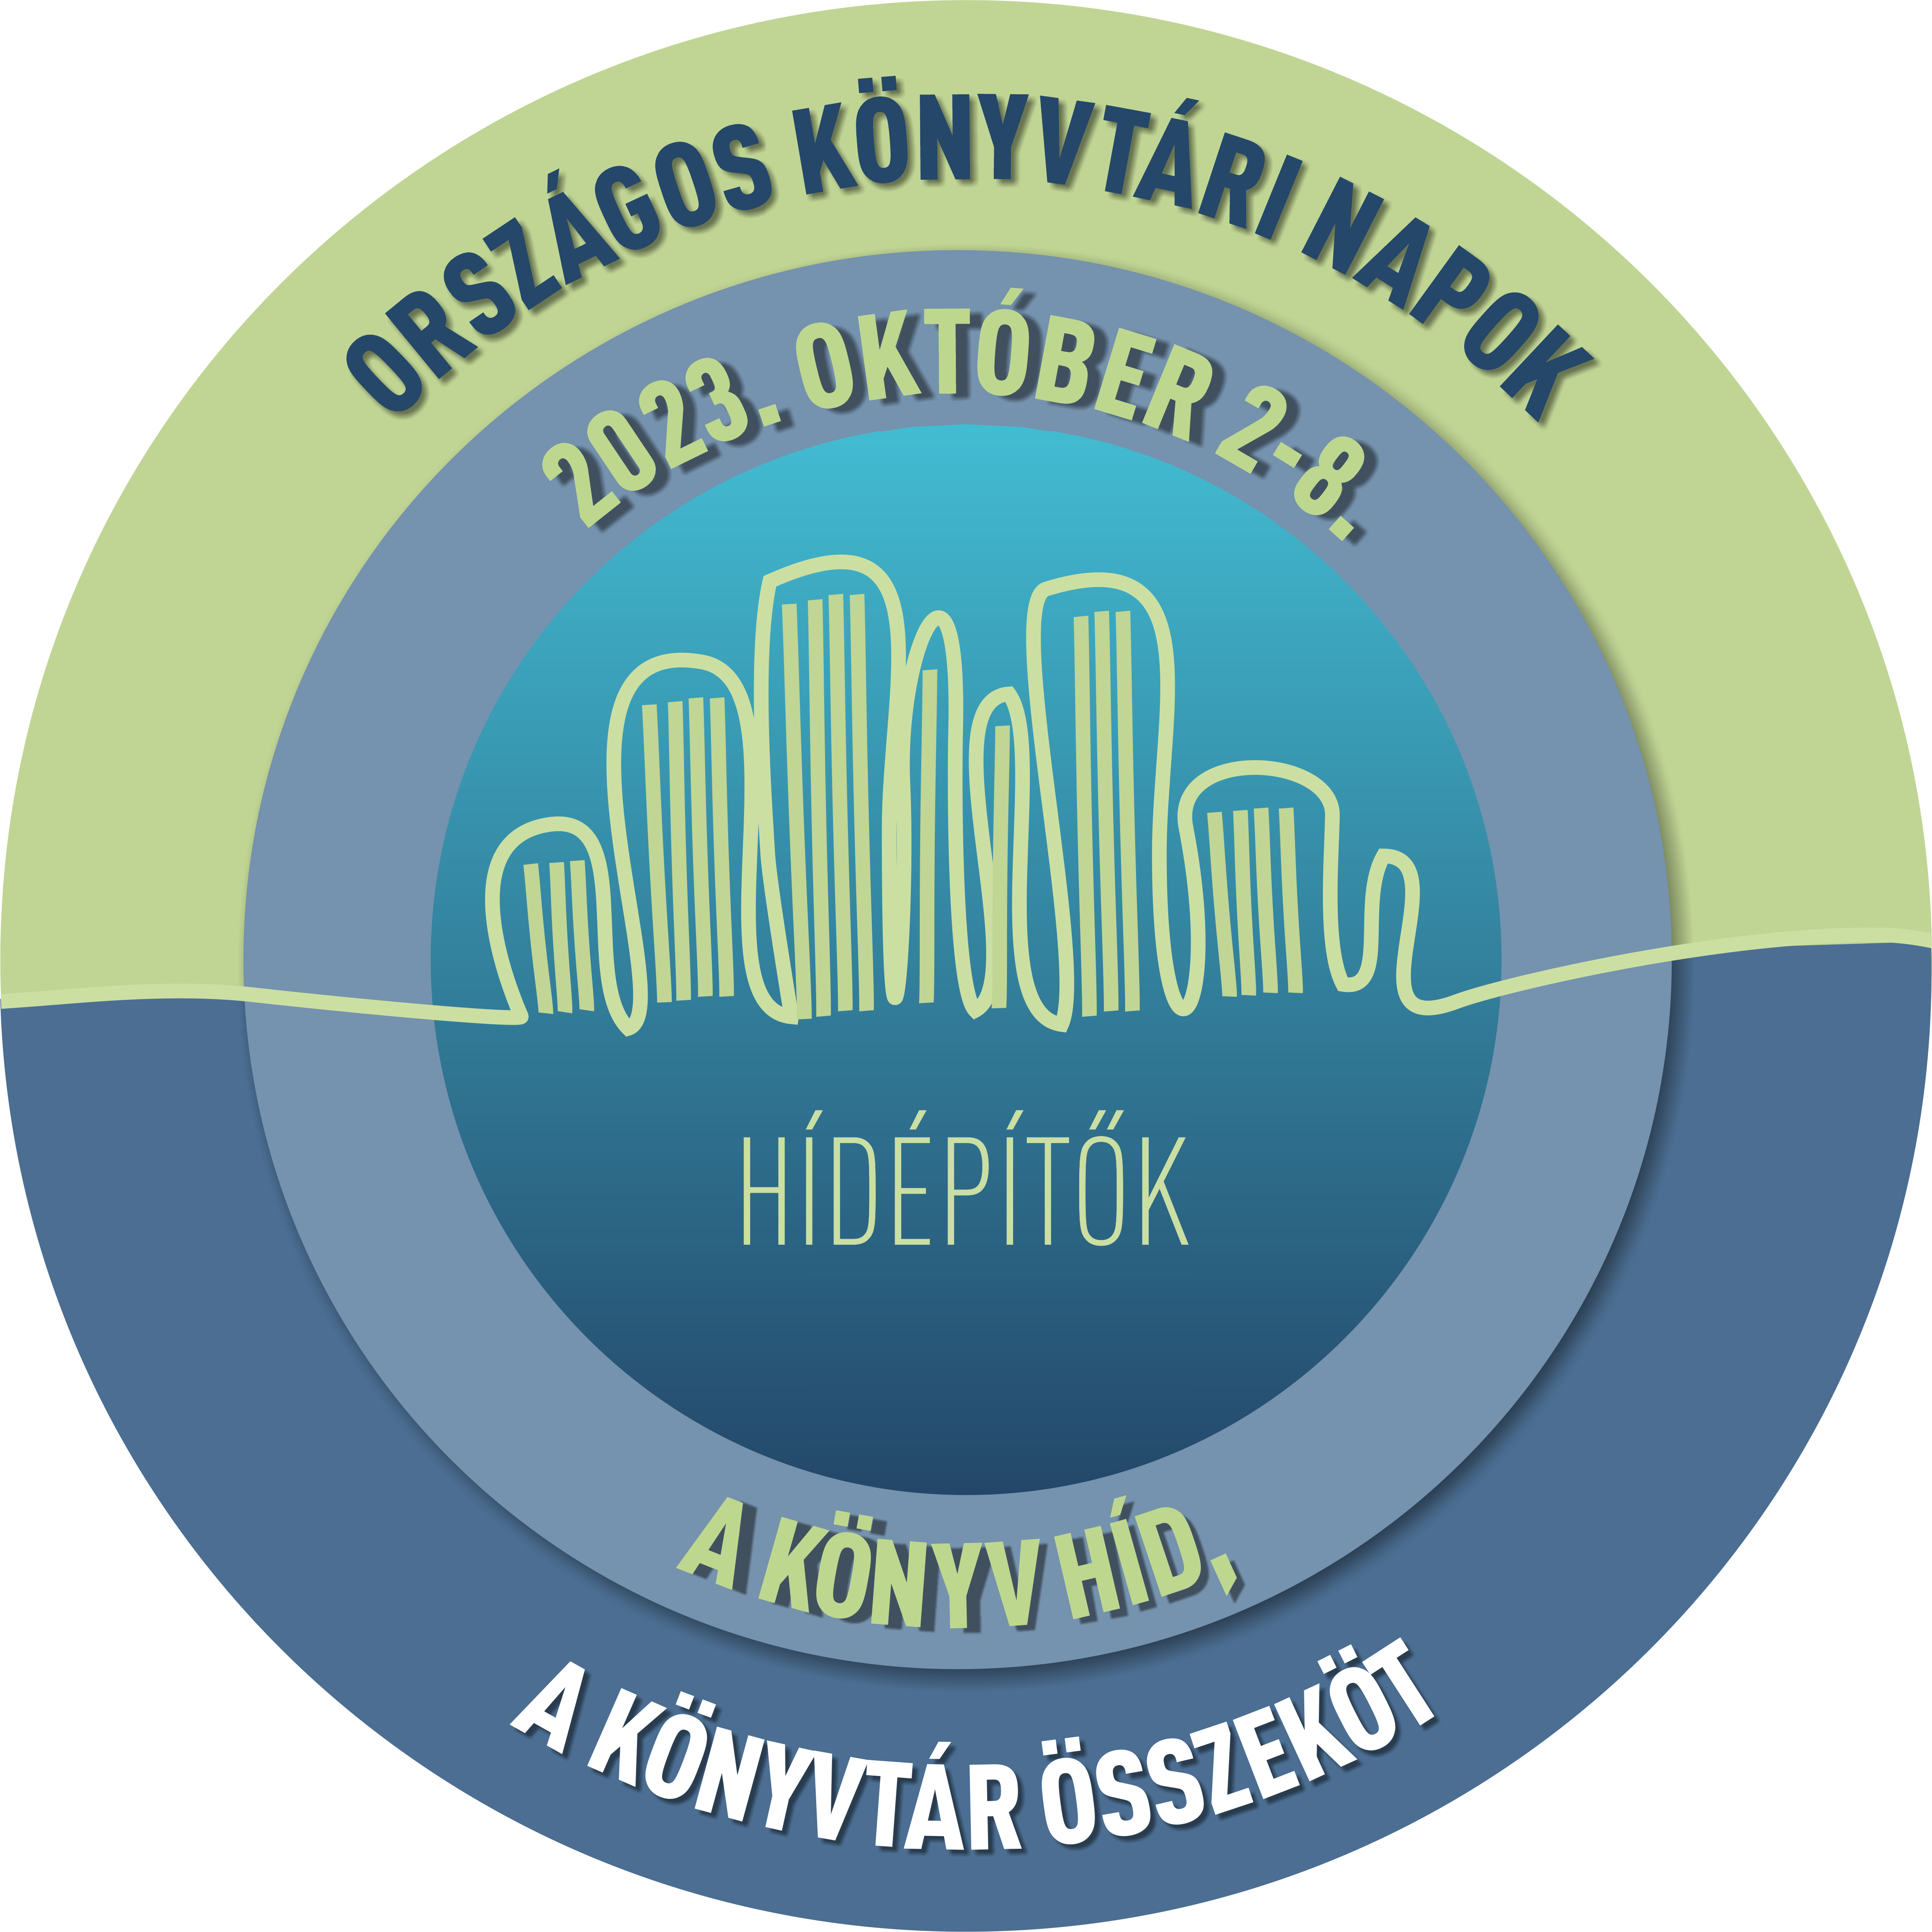 ORSZÁGOS KÖNYVTÁRI NAPOK
2023. OKTÓBER 2-8.
HÍDÉPÍTŐK
A KÖNYV HÍD,
A KÖNYVTÁR ÖSSZEKÖT